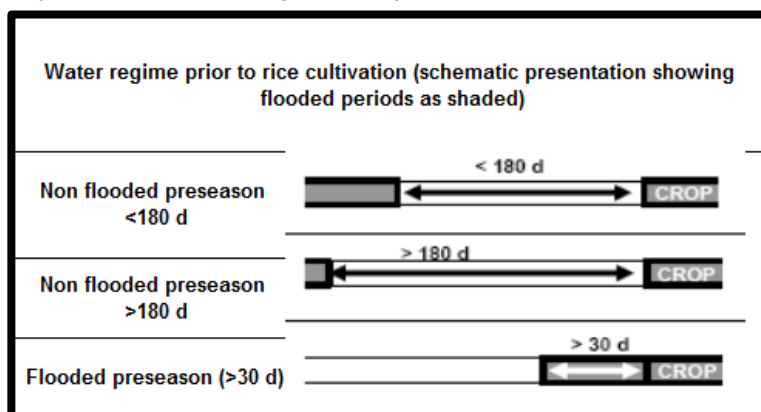 Water regime prior to rice cultivation (schematic presentation showing
flooded periods as shaded)
Non flooded preseason
<180 d
< 180 d
CROP
Non flooded preseason
>180 d
> 180 d
CROP
Flooded preseason (>30 d)
> 30 d
CROP